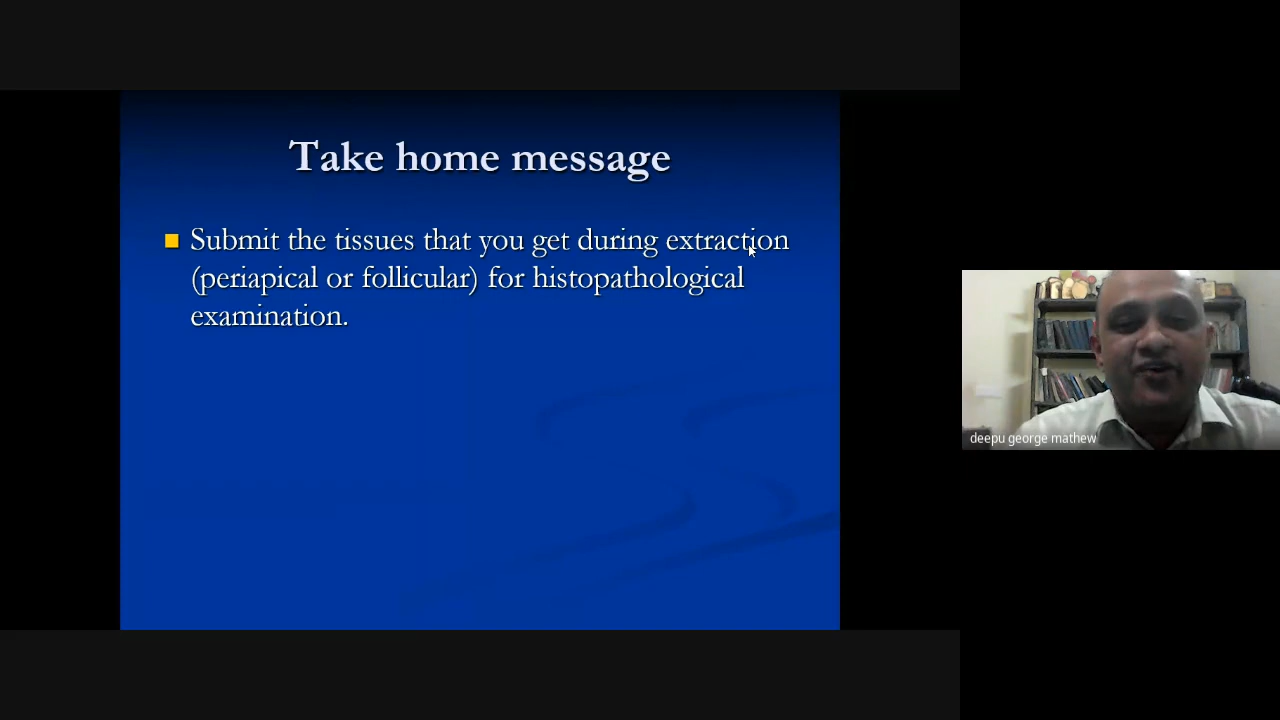 Take home message
Submit the tissues that you get during extraction
(periapical or follicular) for histopathological
examination.
deepu george mathew